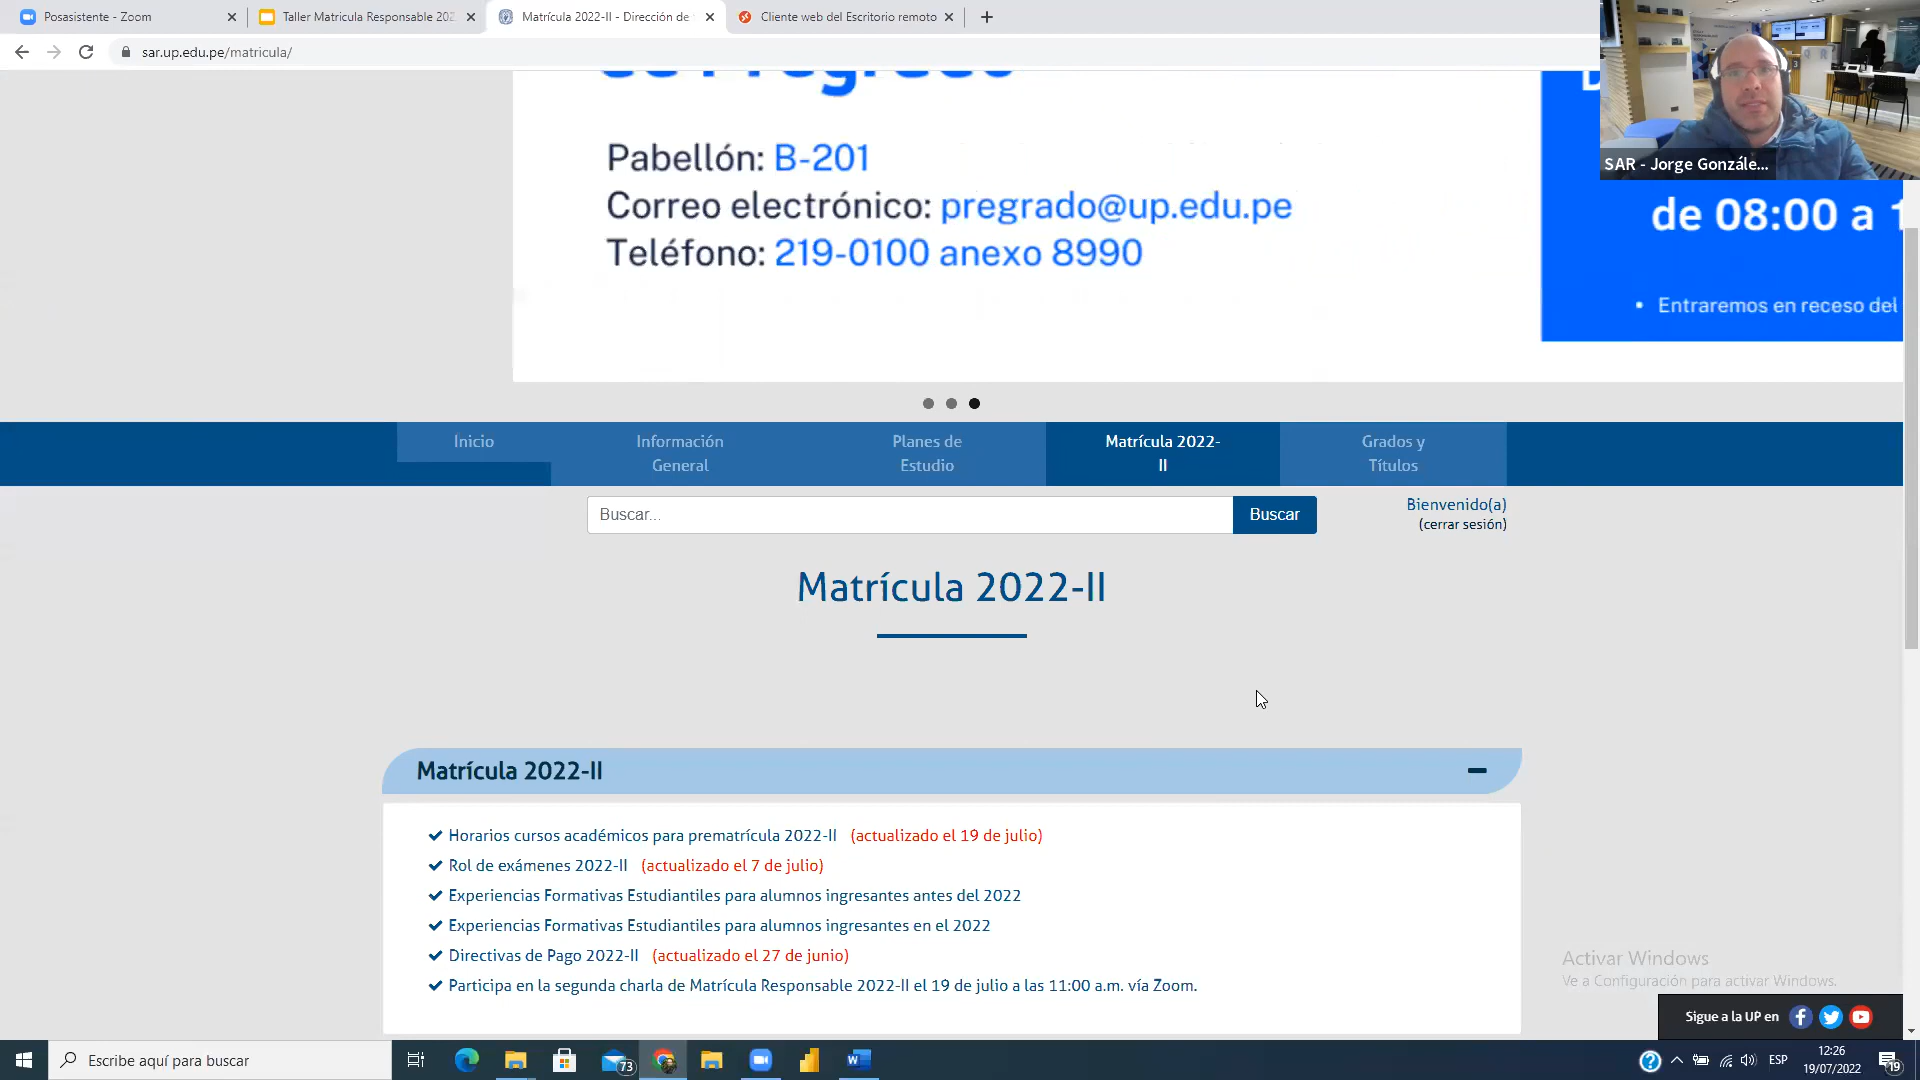 Posasistente - Zoom
Taller Matricula Responsable 202
Matrícula 2022-II - Dirección de
Cliente web del Escritorio remoto
sar.up.edu.pe/matricula/
SAR - Jorge Gonzále...
Pabellón: B-201
Correo electrónico: pregrado@up.edu.pe
Teléfono: 219-0100 anexo 8990
de 08:00 a 1
• Entraremos en receso del
Inicio
Información
General
Planes de
Estudio
Matrícula 2022-
II
Grados y
Títulos
Buscar...
Buscar
Bienvenido(a)
(cerrar sesión)
Matrícula 2022-II
Matrícula 2022-II
Horarios cursos académicos para prematrícula 2022-II (actualizado el 19 de julio)
Rol de exámenes 2022-II (actualizado el 7 de julio)
Experiencias Formativas Estudiantiles para alumnos ingresantes antes del 2022
Experiencias Formativas Estudiantiles para alumnos ingresantes en el 2022
Directivas de Pago 2022-II (actualizado el 27 de junio)
Participa en la segunda charla de Matrícula Responsable 2022-II el 19 de julio a las 11:00 a.m. vía Zoom.
Activar Windows
Ve a Configuración para activar Windows.
Sigue a la UP en
Escribe aquí para buscar
73
ESP
12:26
19/07/2022
19